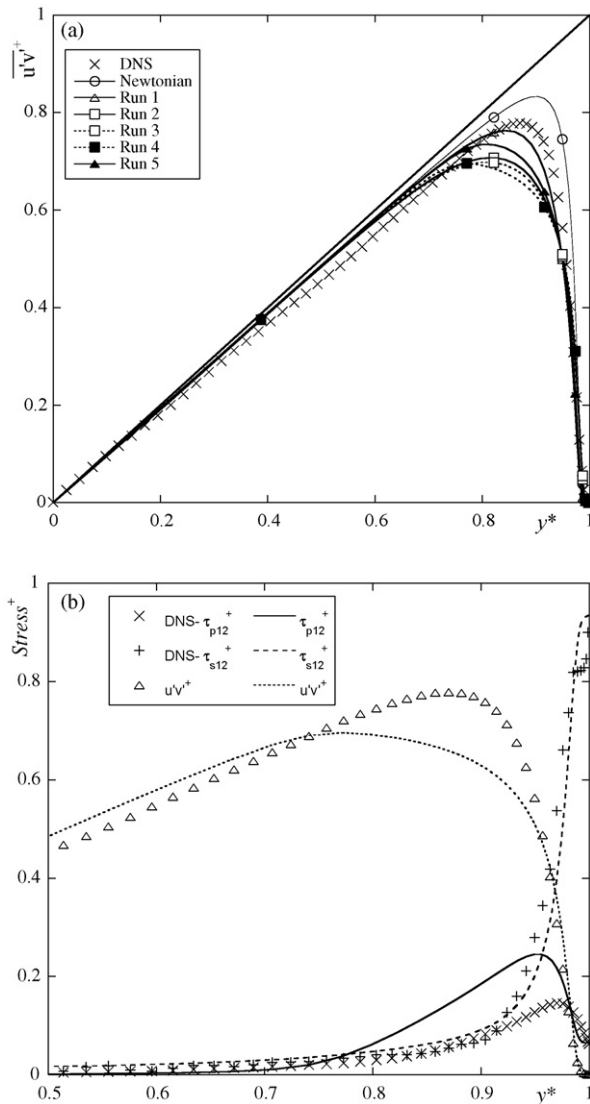 (a)
u'v'⁺
DNS
Newtonian
Run 1
Run 2
Run 3
Run 4
Run 5
1
0.8
0.6
0.4
0.2
0
0 0.2 0.4 0.6 0.8 1
y*
(b)
Stress⁺
DNS- τp12⁺ τp12⁺
DNS- τs12⁺ τs12⁺
u'v'⁺ u'v'⁺
1
0.8
0.6
0.4
0.2
0
0.5 0.6 0.7 0.8 0.9 1
y*